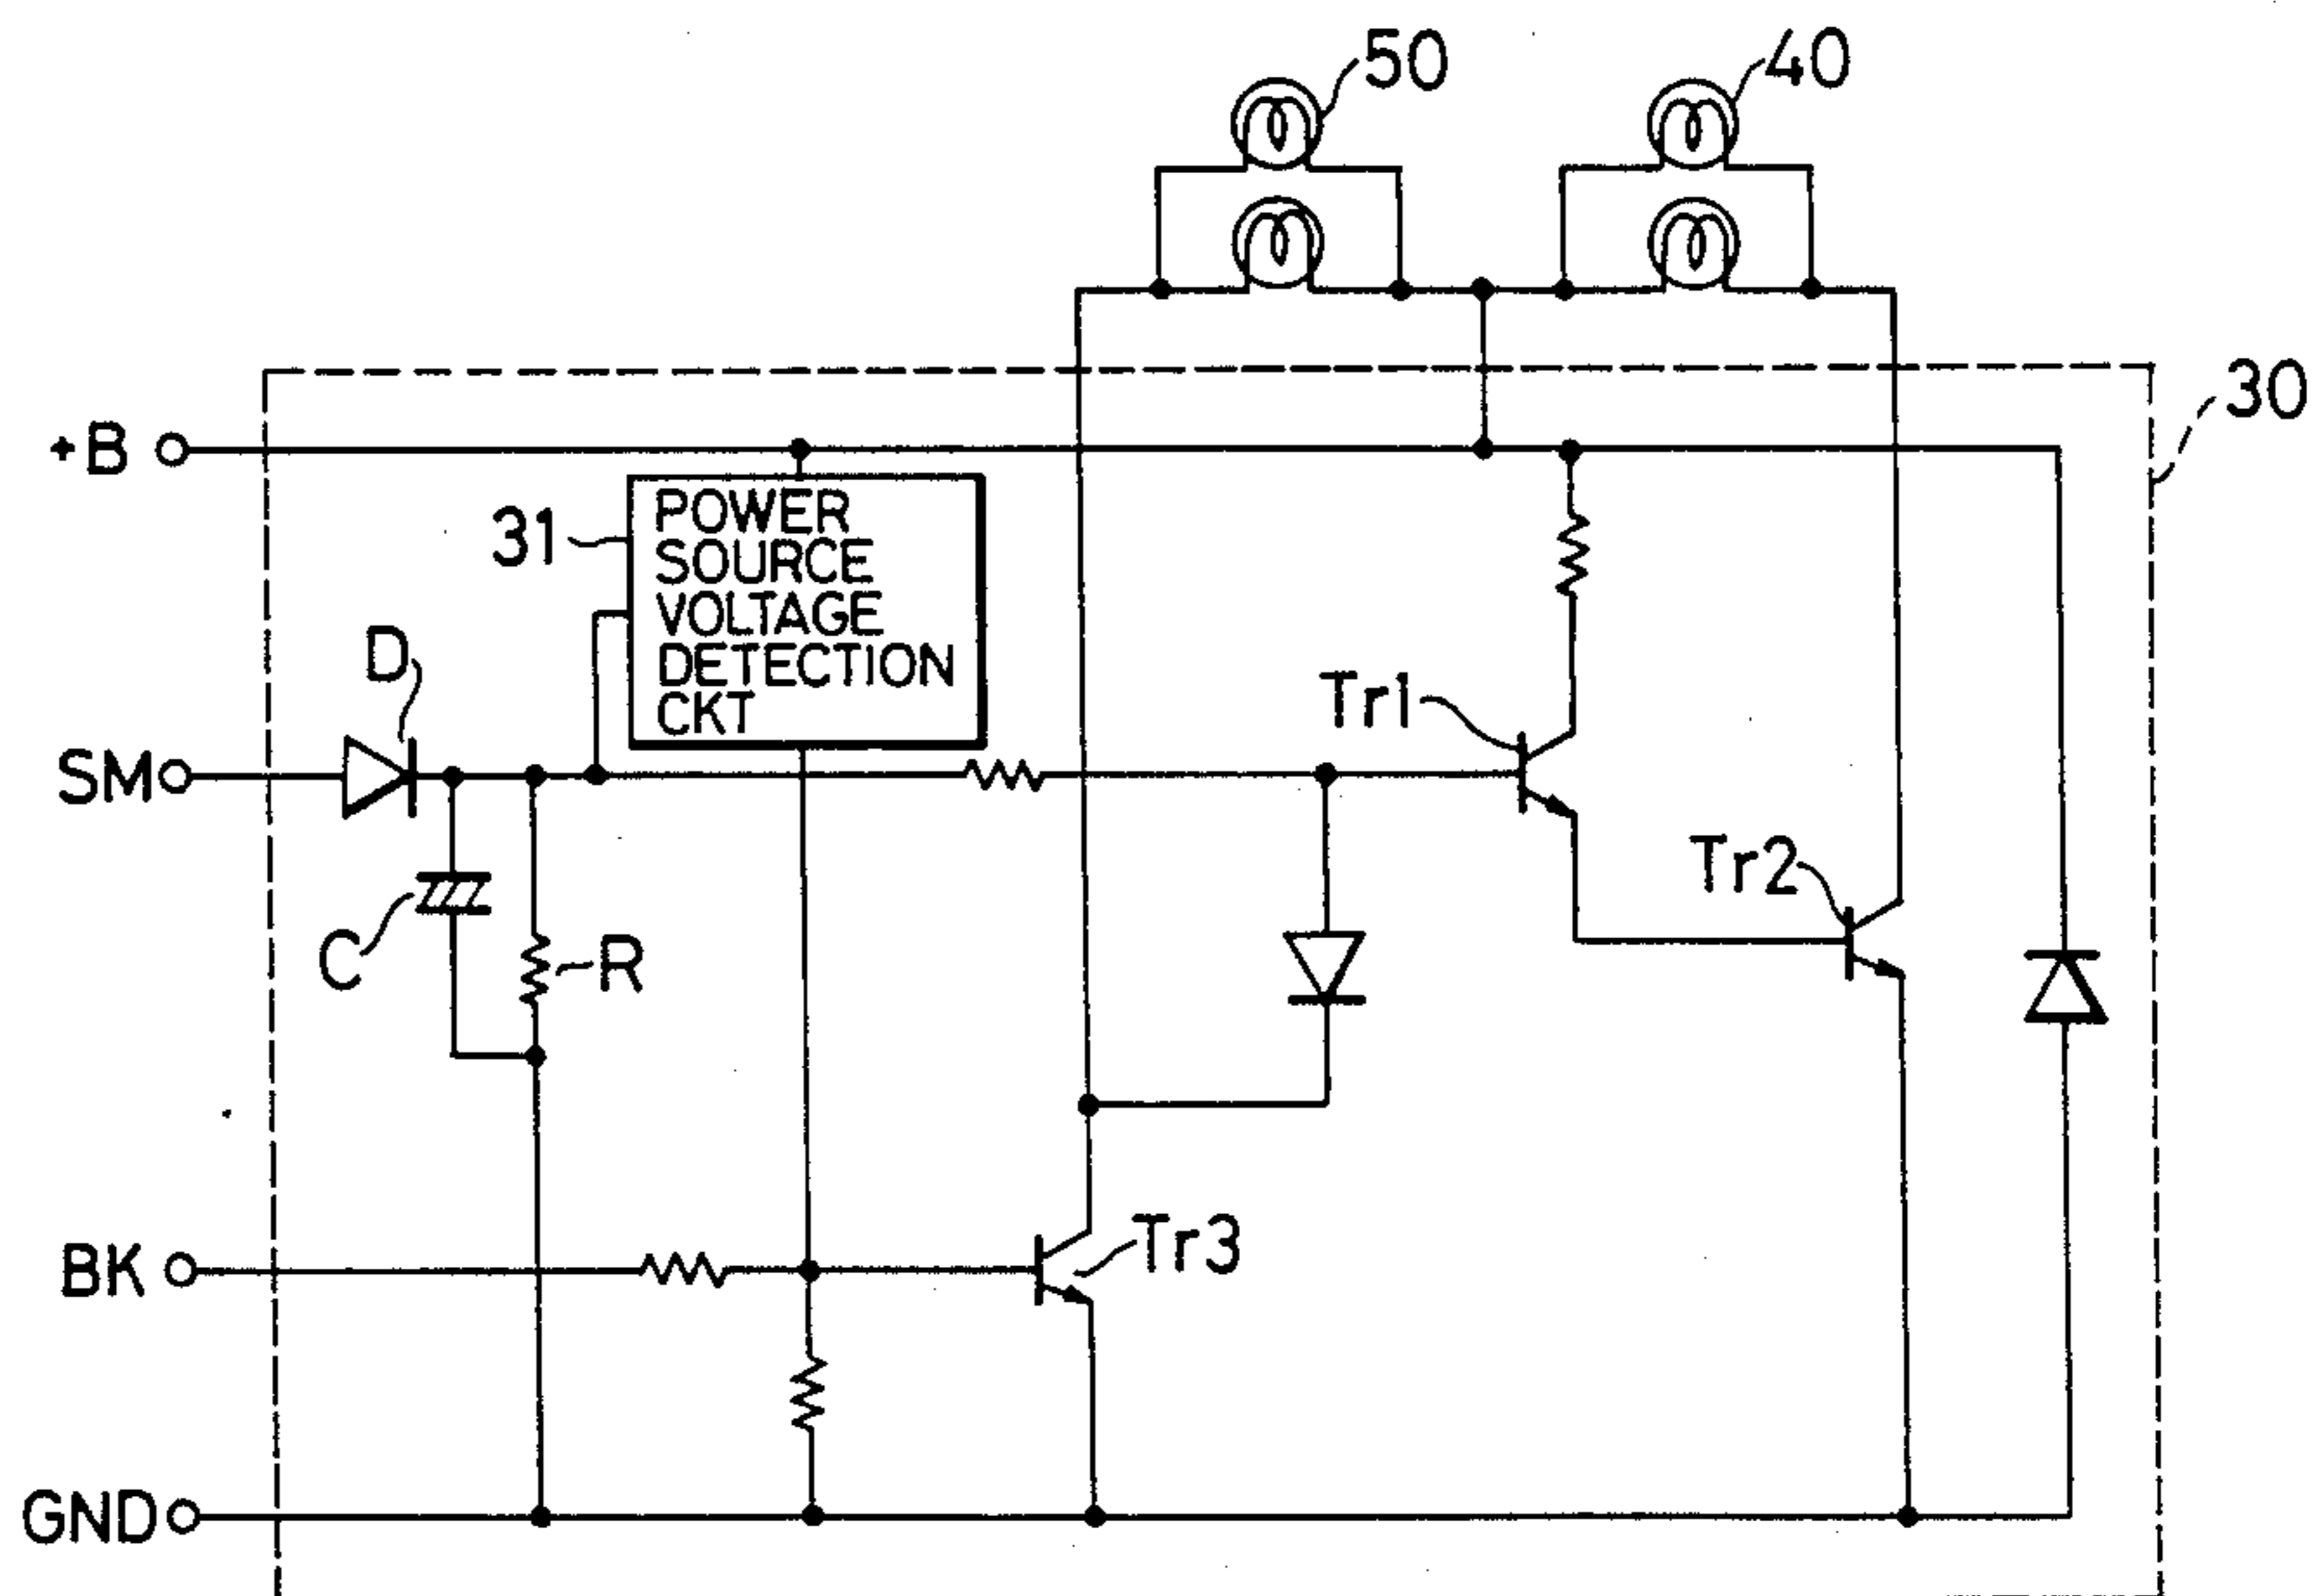 50
40
30
+B
31
POWER
SOURCE
VOLTAGE
DETECTION
CKT
D
SM
Tr1
Tr2
C
R
BK
Tr3
GND